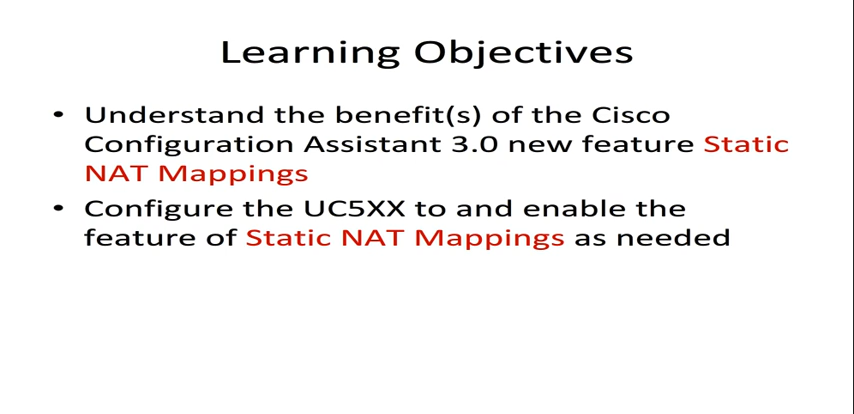 Learning Objectives
• Understand the benefit(s) of the Cisco
Configuration Assistant 3.0 new feature Static
NAT Mappings
• Configure the UC5XX to and enable the
feature of Static NAT Mappings as needed